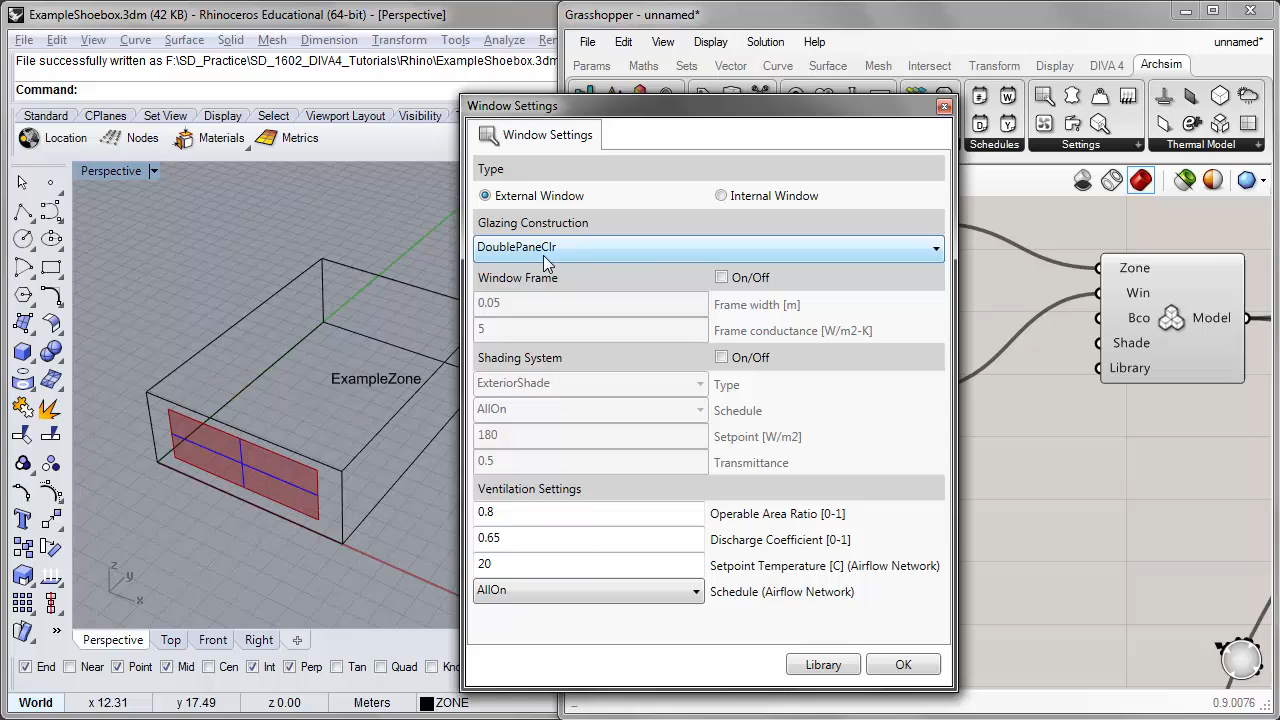 ExampleShoebox.3dm (42 KB) - Rhinoceros Educational (64-bit) - [Perspective]
File Edit View Curve Surface Solid Mesh Dimension Transform Tools Analyze
File successfully written as F:\SD_Practice\SD_1602_DIVA4_Tutorials\Rhino\ExampleShoebox.3dm
Command:
Standard CPlanes Set View Display Select Viewport Layout Visibility
Location Nodes Materials Metrics
Perspective
ExampleZone
z
y
x
Perspective Top Front Right
End Near Point Mid Cen Int Perp Tan Quad
World x 12.31 y 17.49 z 0.00 Meters ZONE
Grasshopper - unnamed*
File Edit View Display Solution Help unnamed*
Params Maths Sets Vector Curve Surface Mesh Intersect Transform Display DIVA 4 Archsim
Schedules Settings Thermal Model
Zone
Win
Bco
Shade
Library
Model
0.9.0076
Window Settings
Window Settings
Type
External Window Internal Window
Glazing Construction
DoublePaneClr
Window Frame On/Off
0.05 Frame width [m]
5 Frame conductance [W/m2-K]
Shading System On/Off
ExteriorShade Type
AllOn Schedule
180 Setpoint [W/m2]
0.5 Transmittance
Ventilation Settings
0.8 Operable Area Ratio [0-1]
0.65 Discharge Coefficient [0-1]
20 Setpoint Temperature [C] (Airflow Network)
AllOn Schedule (Airflow Network)
Library OK